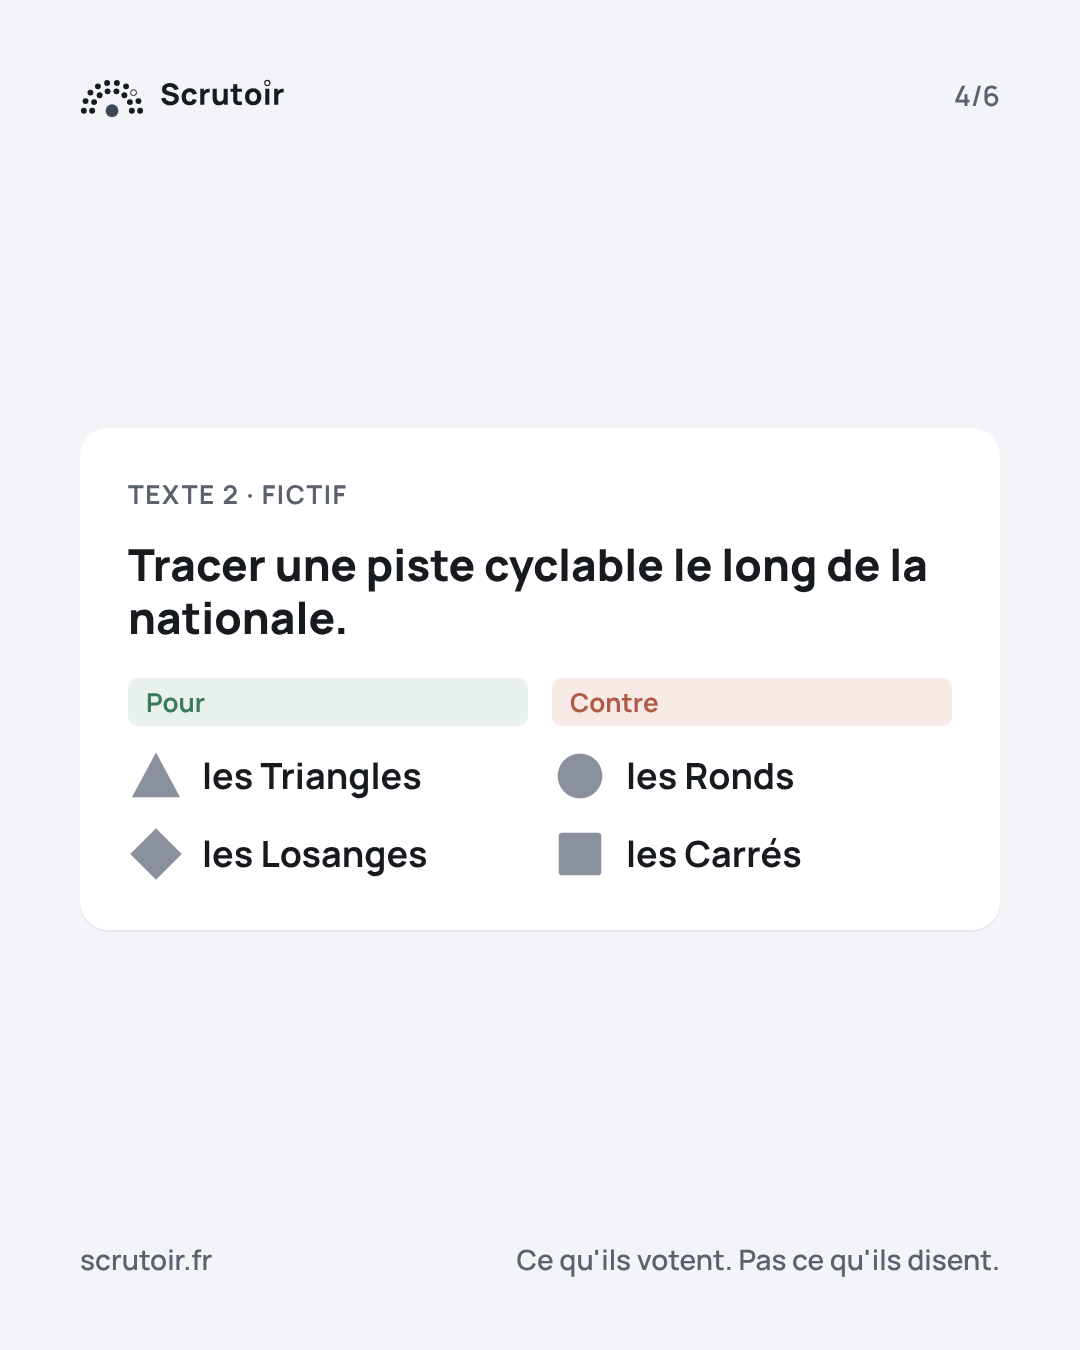 Scrutoir
4/6
TEXTE 2 · FICTIF
Tracer une piste cyclable le long de la
nationale.
Pour
Contre
les Triangles
les Ronds
les Losanges
les Carrés
scrutoir.fr
Ce qu'ils votent. Pas ce qu'ils disent.